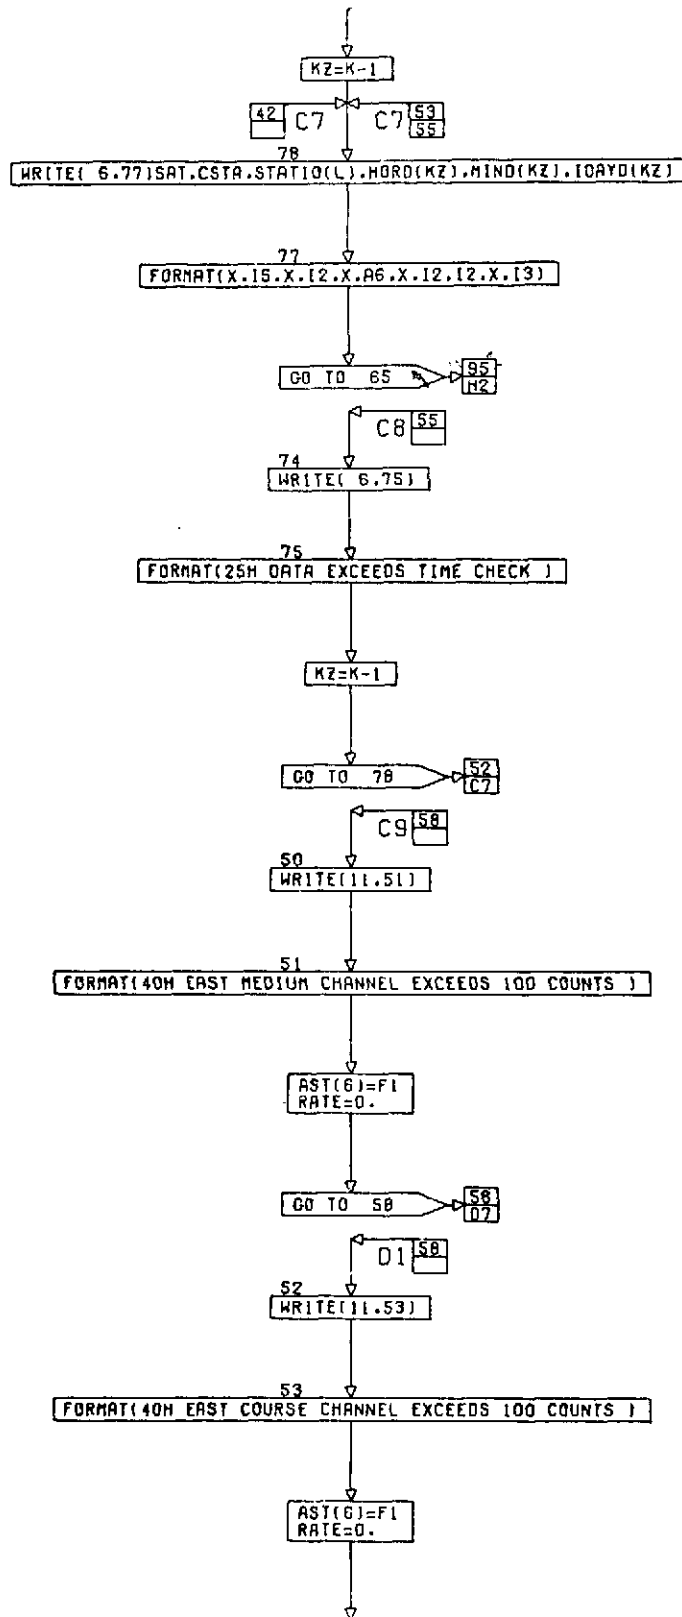 KZ=K-1
42 C7 C7 53
55
78
WRITE( 6.77)SAT.CSTA.STATIO(L).HORD(KZ).MIND(KZ).IDAYD(KZ)
77
FORMAT(X.I5.X.I2.X.A6.X.I2.I2.X.I3)
GO TO 65 95
H2
C8 55
74
WRITE( 6.75)
75
FORMAT(25H DATA EXCEEDS TIME CHECK )
KZ=K-1
GO TO 78 52
C7
C9 58
50
WRITE(11.51)
51
FORMAT(40H EAST MEDIUM CHANNEL EXCEEDS 100 COUNTS )
AST(6)=F1
RATE=0.
GO TO 58 58
D7
D1 58
52
WRITE(11.53)
53
FORMAT(40H EAST COURSE CHANNEL EXCEEDS 100 COUNTS )
AST(6)=F1
RATE=0.